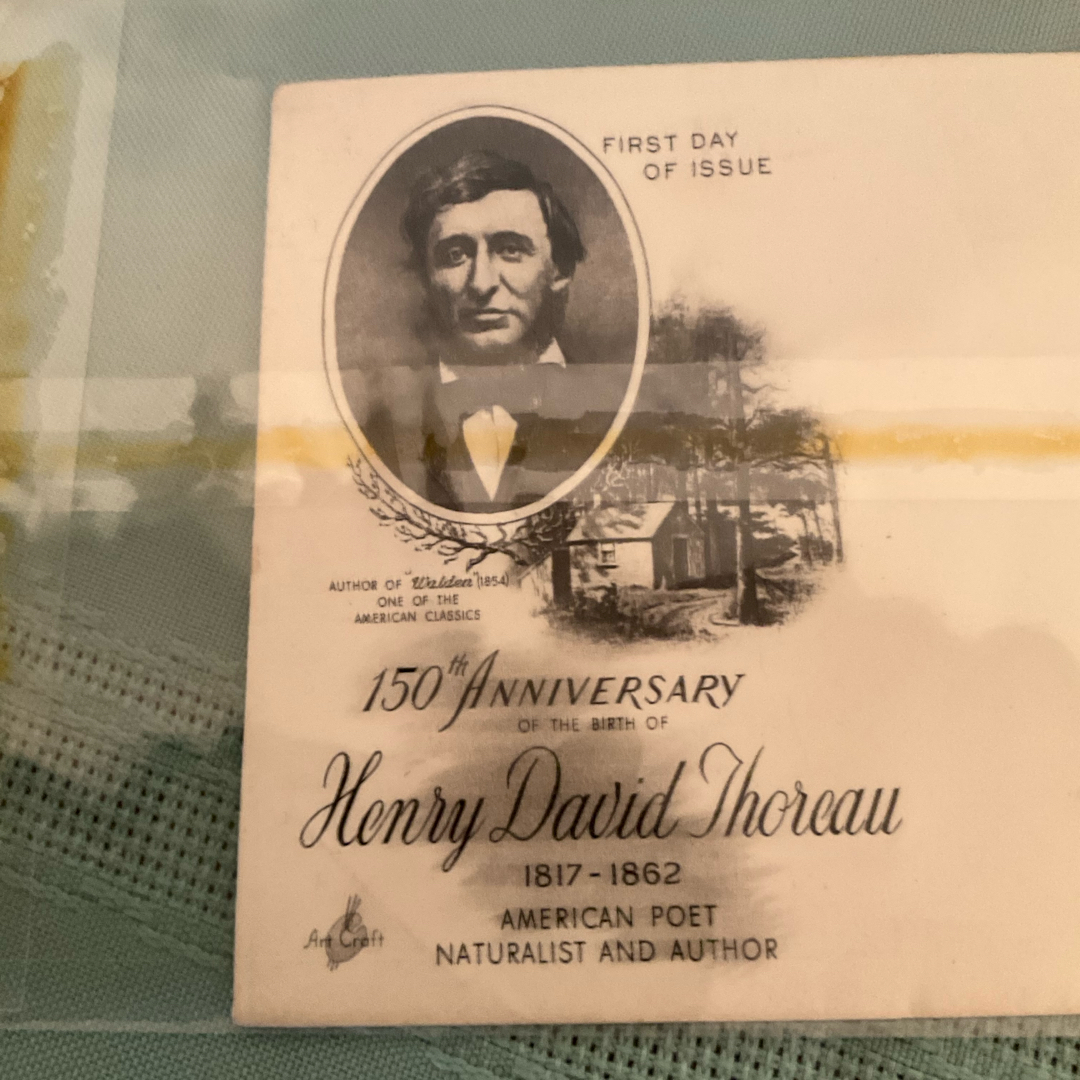 FIRST DAY
OF ISSUE
AUTHOR OF "Walden" (1854)
ONE OF THE
AMERICAN CLASSICS
150th ANNIVERSARY
OF THE BIRTH OF
Henry David Thoreau
1817-1862
AMERICAN POET
NATURALIST AND AUTHOR
Art Craft